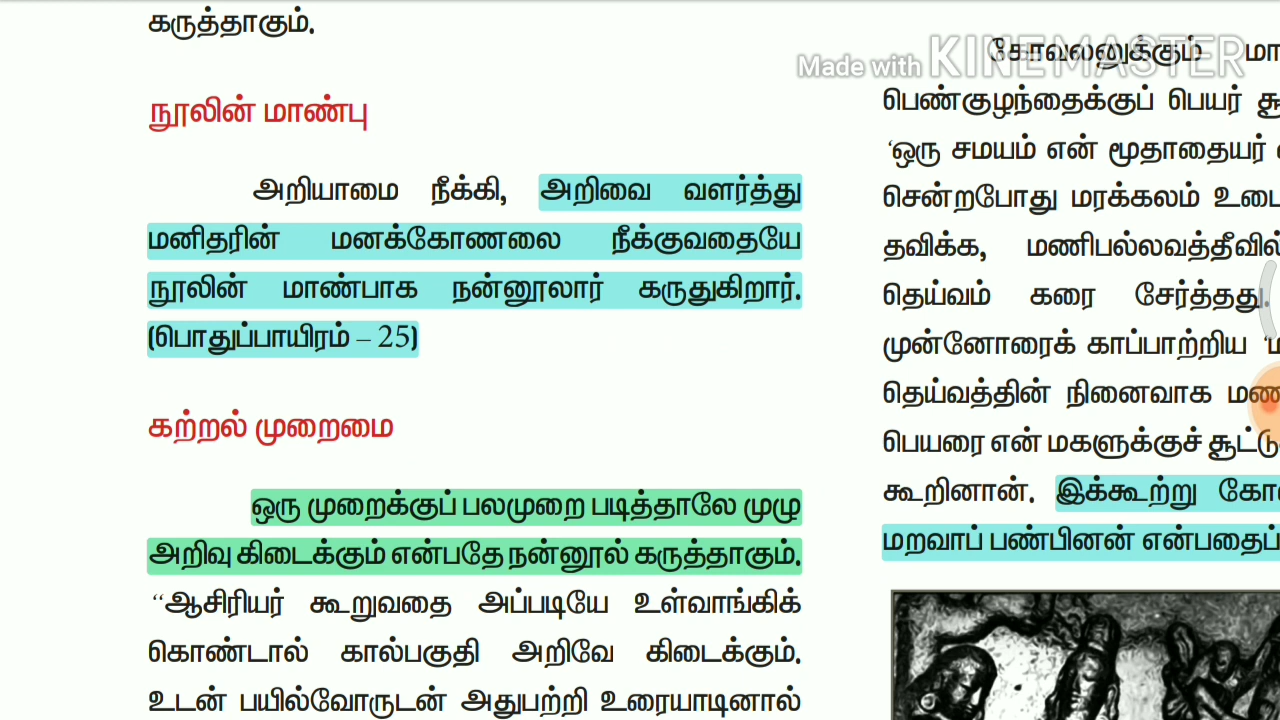 கருத்தாகும்.
நூலின் மாண்பு
அறியாமை நீக்கி, அறிவை வளர்த்து
மனிதரின் மனக்கோணலை நீக்குவதையே
நூலின் மாண்பாக நன்னூலார் கருதுகிறார்.
(பொதுப்பாயிரம் – 25)
கற்றல் முறைமை
ஒரு முறைக்குப் பலமுறை படித்தாலே முழு
அறிவு கிடைக்கும் என்பதே நன்னூல் கருத்தாகும்.
“ஆசிரியர் கூறுவதை அப்படியே உள்வாங்கிக்
கொண்டால் கால்பகுதி அறிவே கிடைக்கும்.
உடன் பயில்வோருடன் அதுபற்றி உரையாடினால்
Made with KINEMASTER
கோவலனுக்கும்
பெண்குழந்தைக்குப் பெயர்
‘ஒரு சமயம் என் மூதாதையர்
சென்றபோது மரக்கலம்
தவிக்க, மணிபல்லவத்தீவில்
தெய்வம் கரை சேர்த்தது.
முன்னோரைக் காப்பாற்றிய
தெய்வத்தின் நினைவாக
பெயரை என் மகளுக்குச்
கூறினான். இக்கூற்று
மறவாப் பண்பினன் என்பதைப்